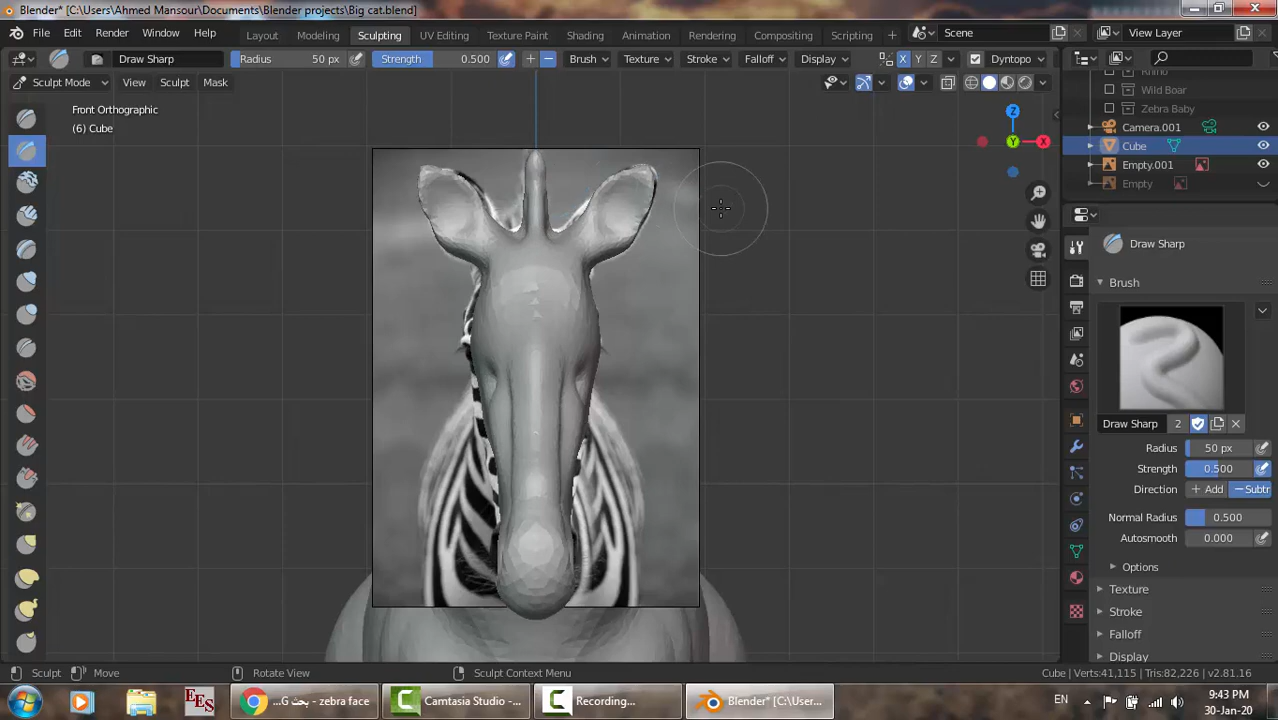 Blender* [C:\Users\Ahmed Mansour\Documents\Blender projects\Big cat.blend]
File Edit Render Window Help Layout Modeling Sculpting UV Editing Texture Paint Shading Animation Rendering Compositing Scripting Scene View Layer
Draw Sharp Radius 50 px Strength 0.500 Brush Texture Stroke Falloff Display X Y Z Dyntopo
Sculpt Mode View Sculpt Mask
Front Orthographic
(6) Cube
Z
Y X
Rhino
Wild Boar
Zebra Baby
Camera.001
Cube
Empty.001
Empty
Draw Sharp
Brush
Draw Sharp 2
Radius 50 px
Strength 0.500
Direction + Add − Subtr
Normal Radius 0.500
Autosmooth 0.000
Options
Texture
Stroke
Falloff
Display
Sculpt Move Rotate View Sculpt Context Menu Cube | Verts:41,115 | Tris:82,226 | v2.81.16
EES
...G بحث - zebra face
Camtasia Studio - ...
Recording...
Blender* [C:\User...
EN
9:43 PM
30-Jan-20